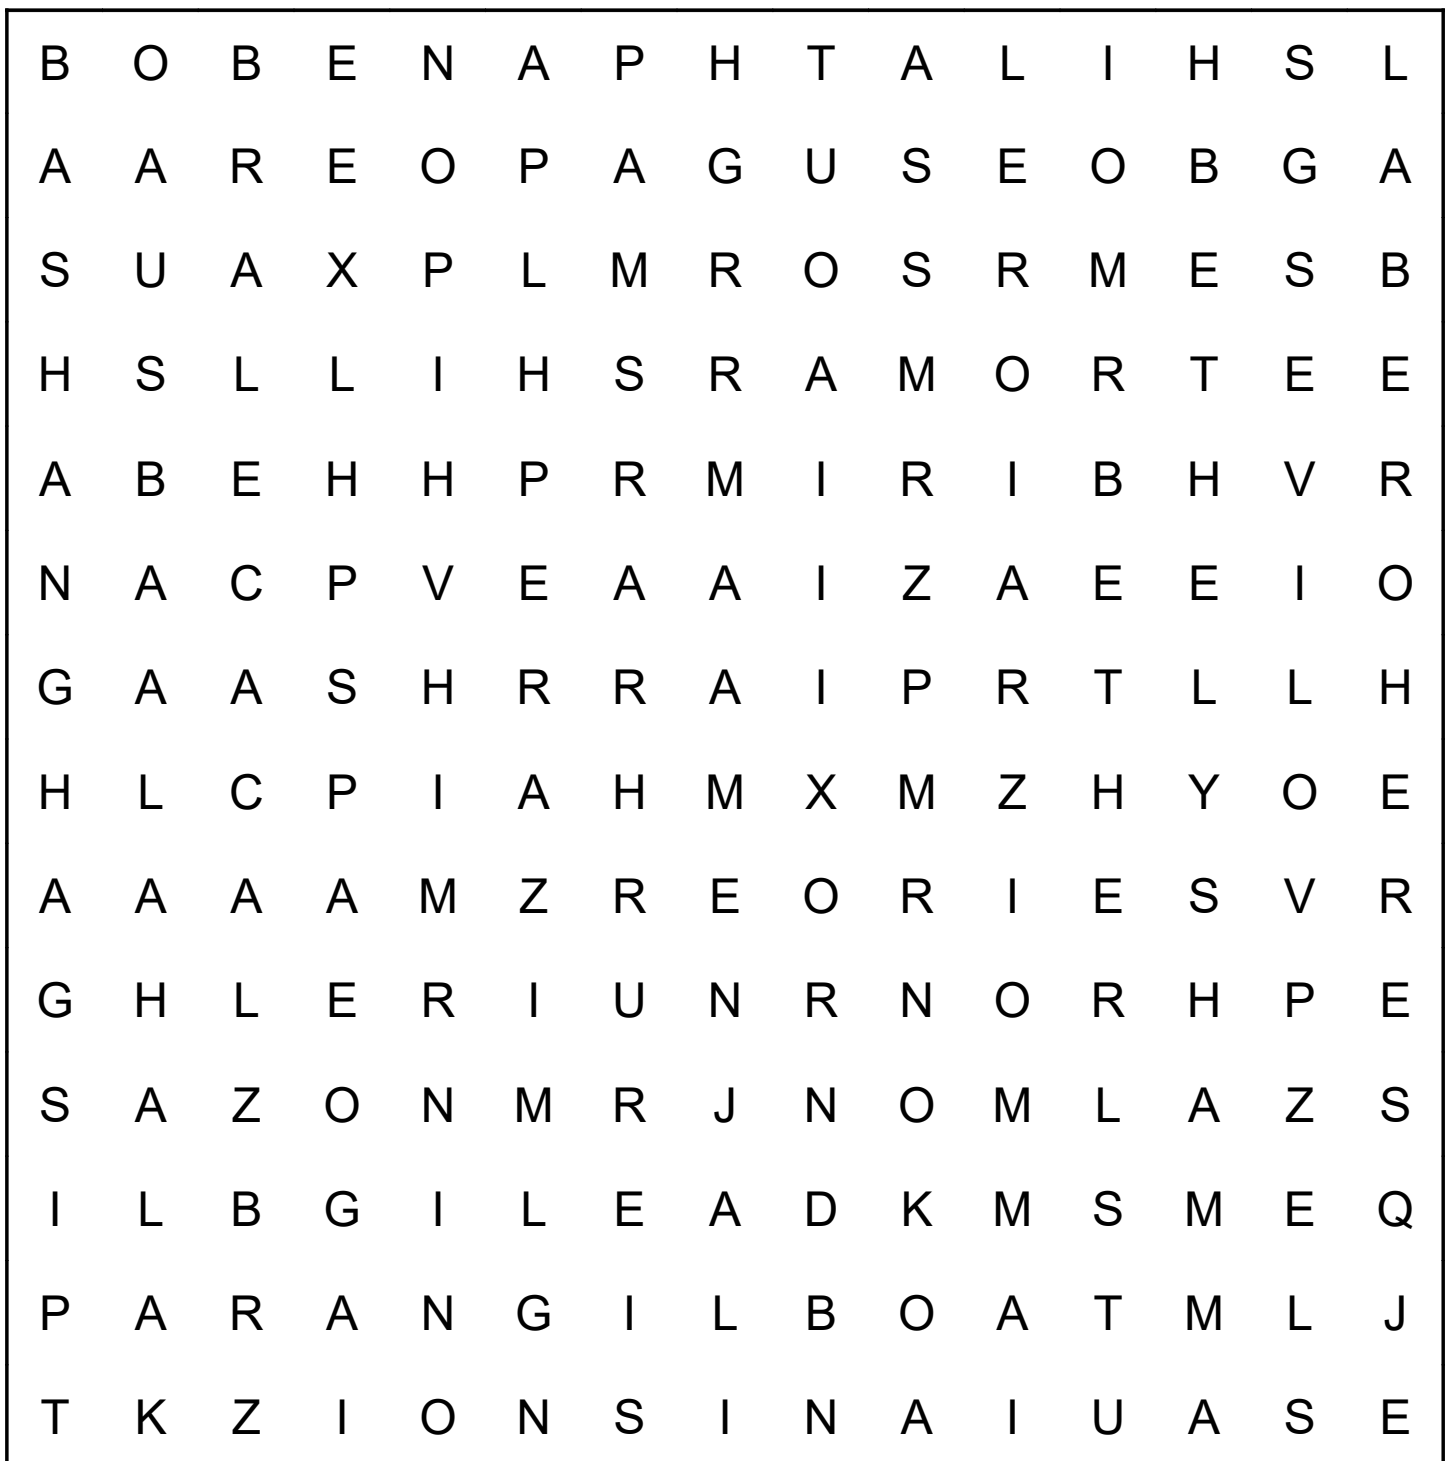 B O B E N A P H T A L I H S L
A A R E O P A G U S E O B G A
S U A X P L M R O S R M E S B
H S L L I H S R A M O R T E E
A B E H H P R M I R I B H V R
N A C P V E A A I Z A E E I O
G A A S H R R A I P R T L L H
H L C P I A H M X M Z H Y O E
A A A A M Z R E O R I E S V R
G H L E R I U N R N O R H P E
S A Z O N M R J N O M L A Z S
I L B G I L E A D K M S M E Q
P A R A N G I L B O A T M L J
T K Z I O N S I N A I U A S E